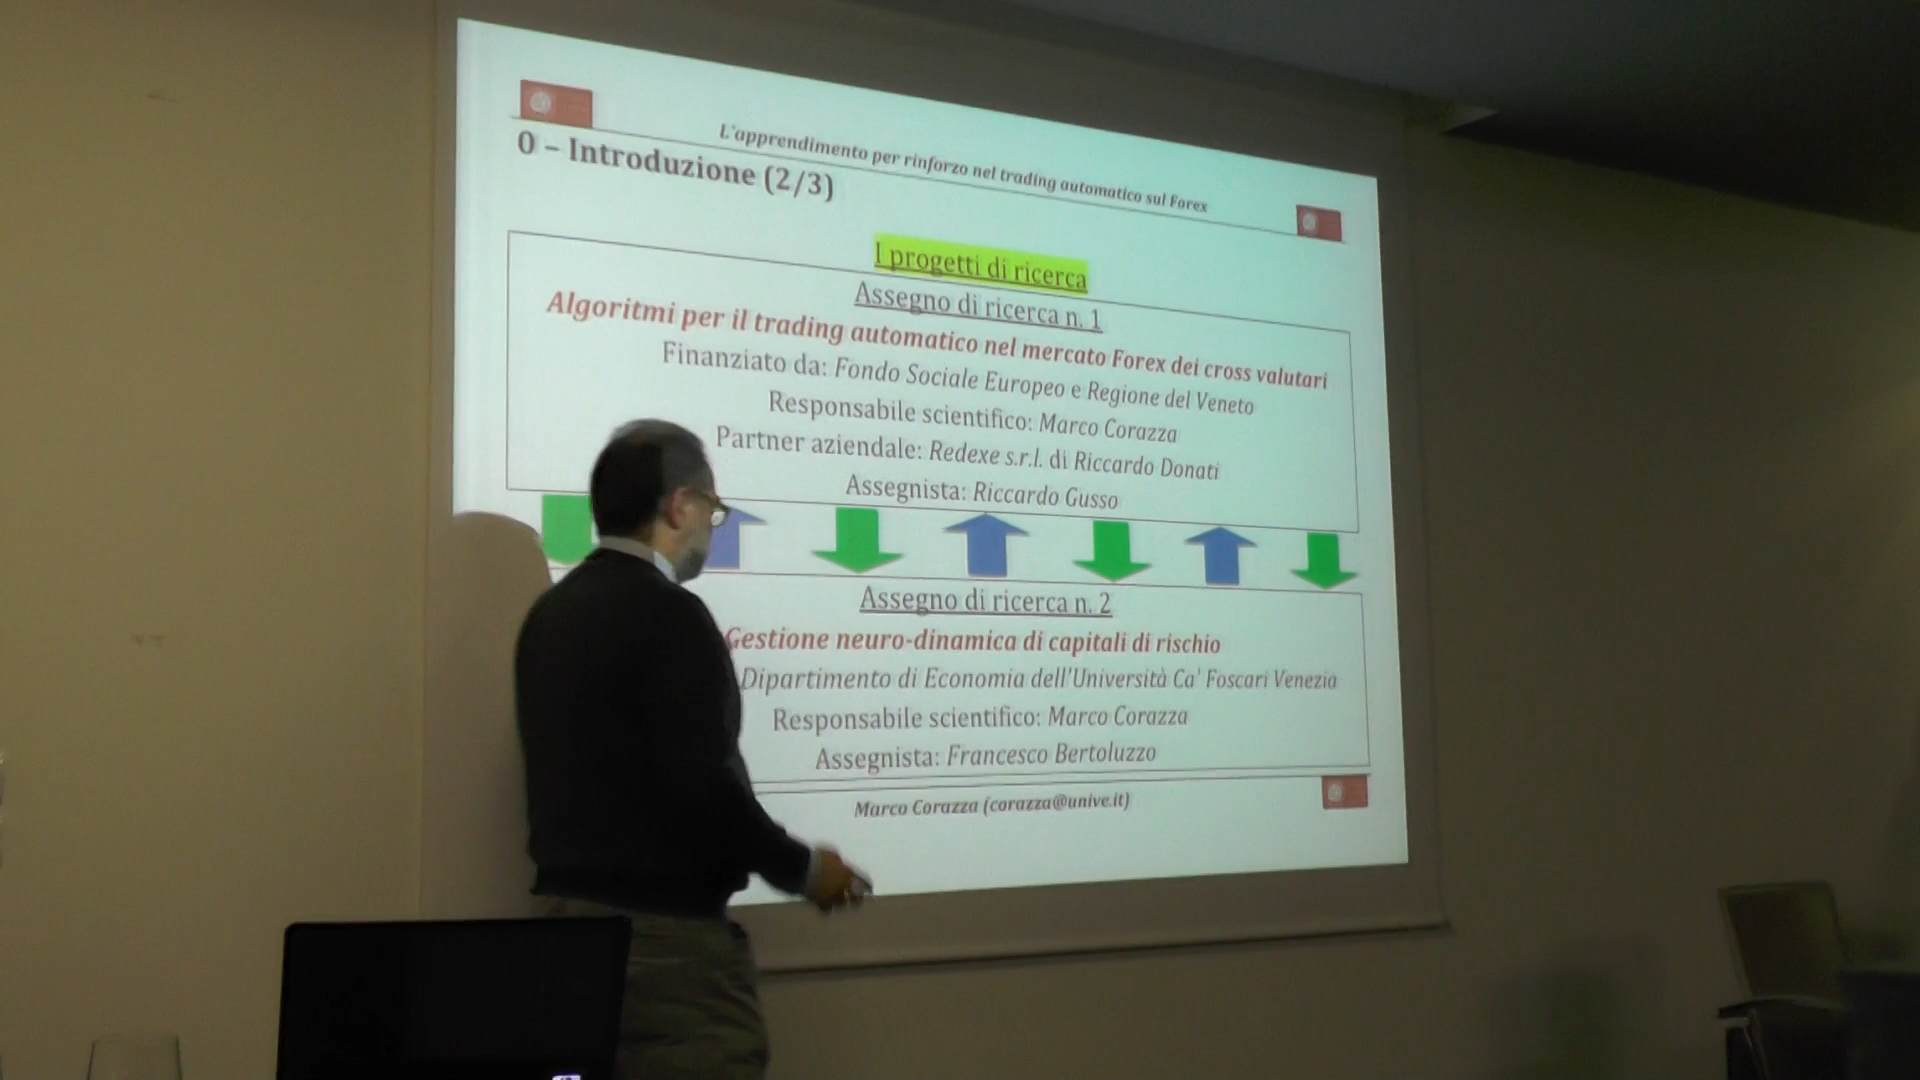 L'apprendimento per rinforzo nel trading automatico sul Forex
0 – Introduzione (2/3)
I progetti di ricerca
Assegno di ricerca n. 1
Algoritmi per il trading automatico nel mercato Forex dei cross valutari
Finanziato da: Fondo Sociale Europeo e Regione del Veneto
Responsabile scientifico: Marco Corazza
Partner aziendale: Redexe s.r.l. di Riccardo Donati
Assegnista: Riccardo Gusso
Assegno di ricerca n. 2
Gestione neuro-dinamica di capitali di rischio
Dipartimento di Economia dell'Università Ca' Foscari Venezia
Responsabile scientifico: Marco Corazza
Assegnista: Francesco Bertoluzzo
Marco Corazza (corazza@unive.it)